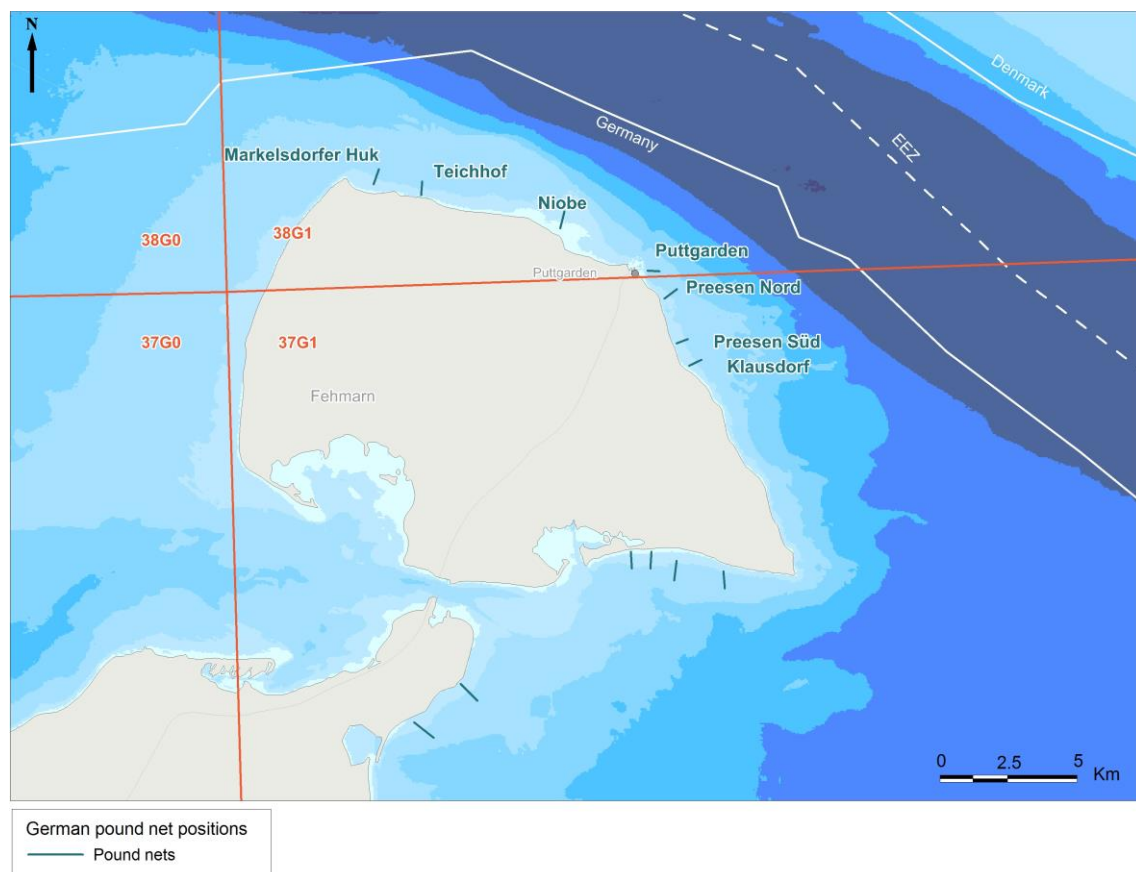 N
Denmark
EEZ
Germany
Markelsdorfer Huk
Teichhof
Niobe
38G0
38G1
Puttgarden
Puttgarden
Preesen Nord
37G0
37G1
Preesen Süd
Klausdorf
Fehmarn
0 2.5 5
Km
German pound net positions
Pound nets